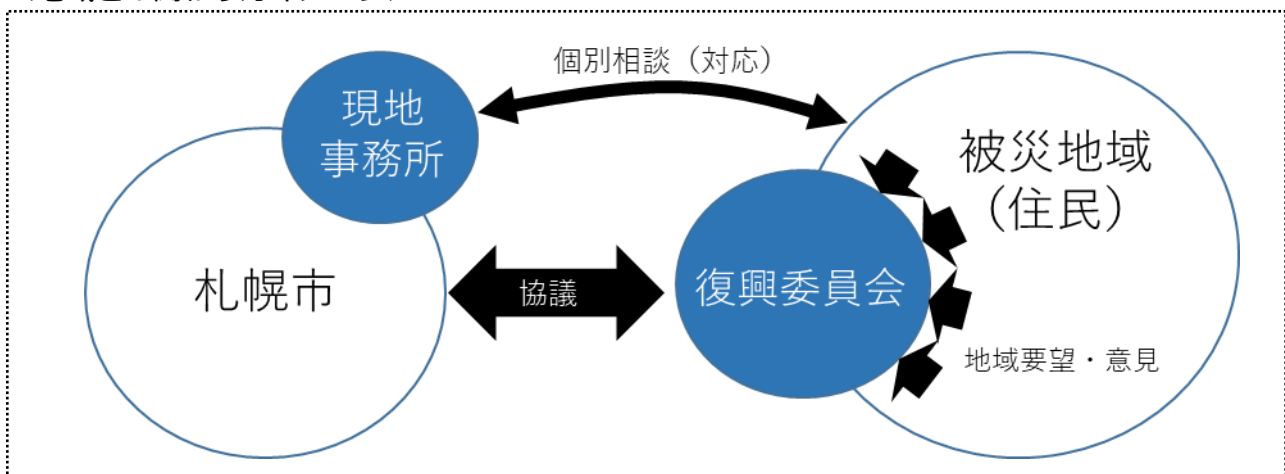 個別相談（対応）
現地
事務所
被災地域
（住民）
札幌市
協議
復興委員会
地域要望・意見